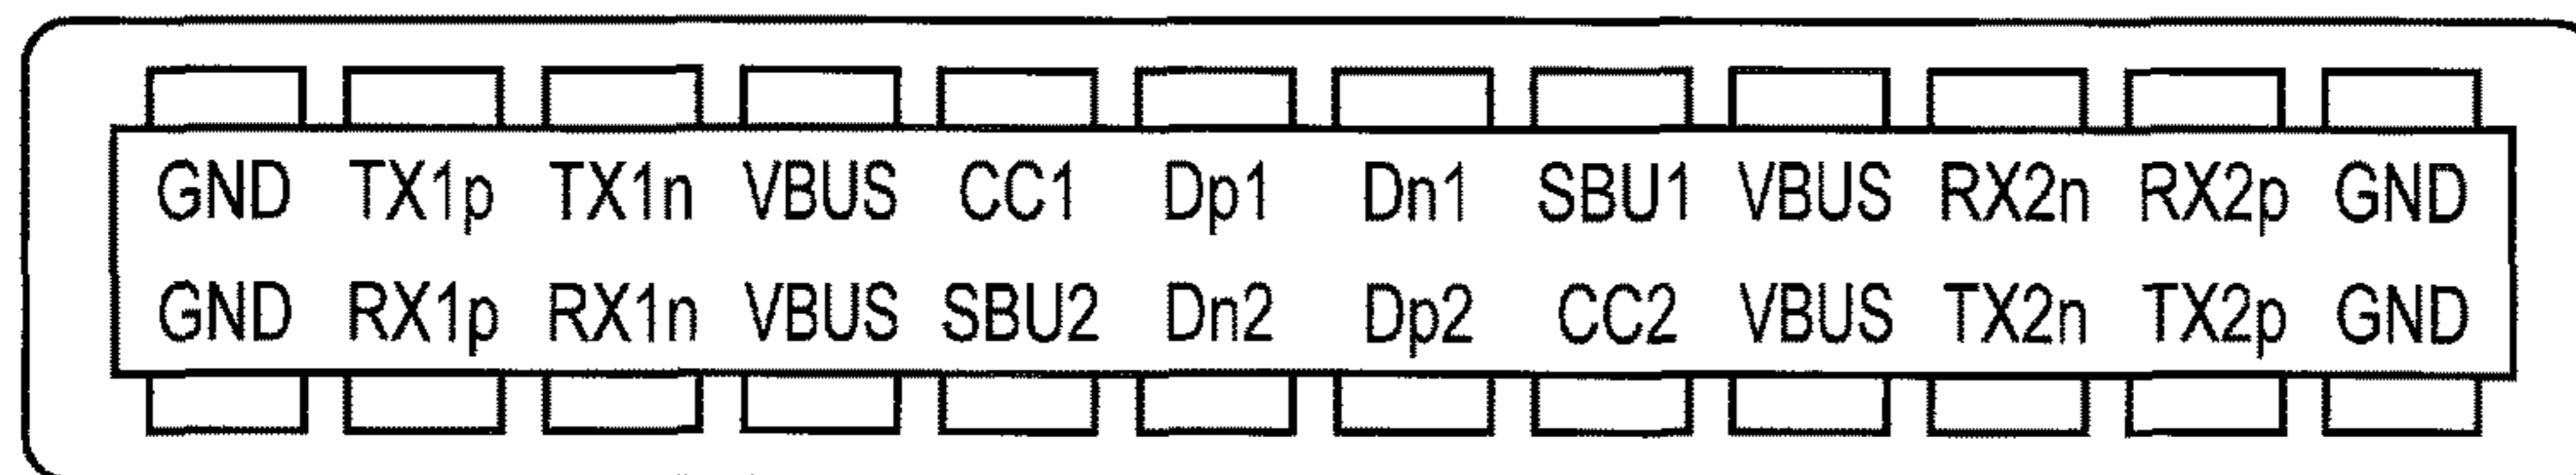 GND TX1p TX1n VBUS CC1 Dp1 Dn1 SBU1 VBUS RX2n RX2p GND
GND RX1p RX1n VBUS SBU2 Dn2 Dp2 CC2 VBUS TX2n TX2p GND